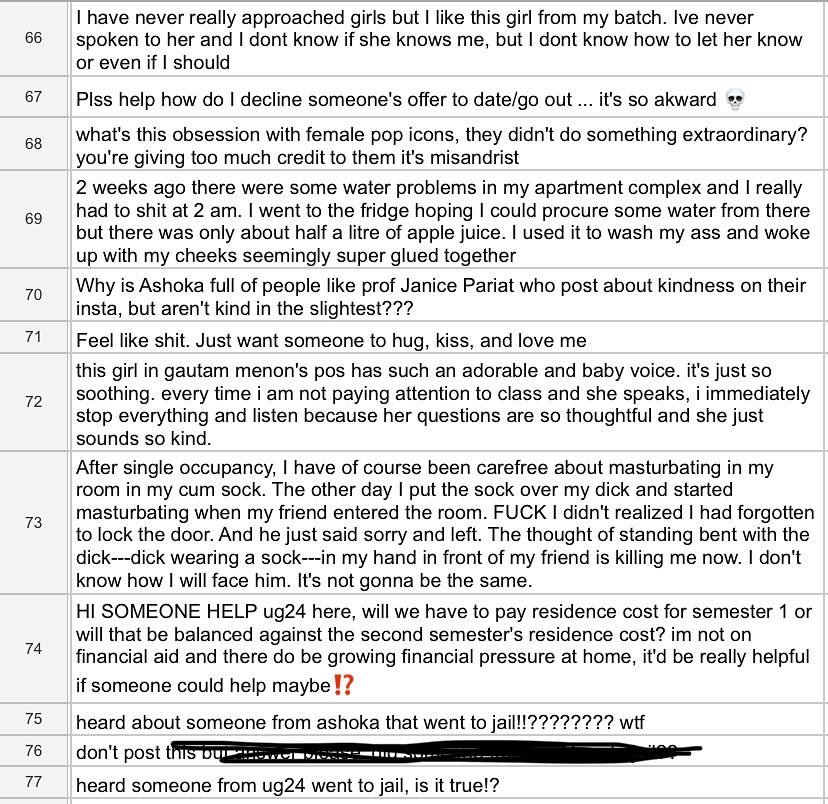 66
I have never really approached girls but I like this girl from my batch. Ive never
spoken to her and I dont know if she knows me, but I dont know how to let her know
or even if I should
67
Plss help how do I decline someone's offer to date/go out ... it's so akward 💀
68
what's this obsession with female pop icons, they didn't do something extraordinary?
you're giving too much credit to them it's misandrist
69
2 weeks ago there were some water problems in my apartment complex and I really
had to shit at 2 am. I went to the fridge hoping I could procure some water from there
but there was only about half a litre of apple juice. I used it to wash my ass and woke
up with my cheeks seemingly super glued together
70
Why is Ashoka full of people like prof Janice Pariat who post about kindness on their
insta, but aren't kind in the slightest???
71
Feel like shit. Just want someone to hug, kiss, and love me
72
this girl in gautam menon's pos has such an adorable and baby voice. it's just so
soothing. every time i am not paying attention to class and she speaks, i immediately
stop everything and listen because her questions are so thoughtful and she just
sounds so kind.
73
After single occupancy, I have of course been carefree about masturbating in my
room in my cum sock. The other day I put the sock over my dick and started
masturbating when my friend entered the room. FUCK I didn't realized I had forgotten
to lock the door. And he just said sorry and left. The thought of standing bent with the
dick---dick wearing a sock---in my hand in front of my friend is killing me now. I don't
know how I will face him. It's not gonna be the same.
74
HI SOMEONE HELP ug24 here, will we have to pay residence cost for semester 1 or
will that be balanced against the second semester's residence cost? im not on
financial aid and there do be growing financial pressure at home, it'd be really helpful
if someone could help maybe⁉️
75
heard about someone from ashoka that went to jail!!???????? wtf
76
don't post this but
77
heard someone from ug24 went to jail, is it true!?